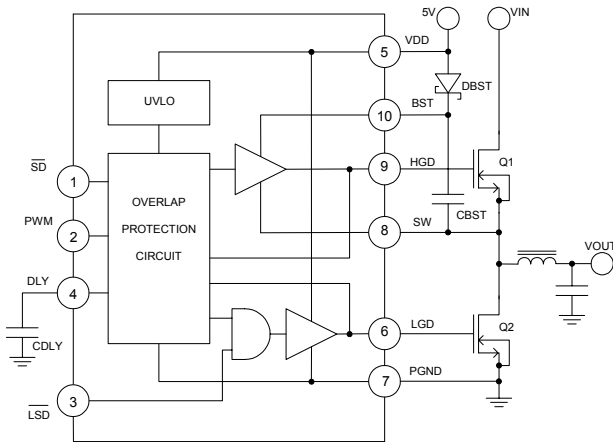 5V
VIN
5
VDD
DBST
UVLO
10
BST
SD
1
9
HGD
Q1
OVERLAP
PROTECTION
CIRCUIT
PWM
2
CBST
8
SW
VOUT
DLY
4
CDLY
6
LGD
Q2
LSD
3
7
PGND